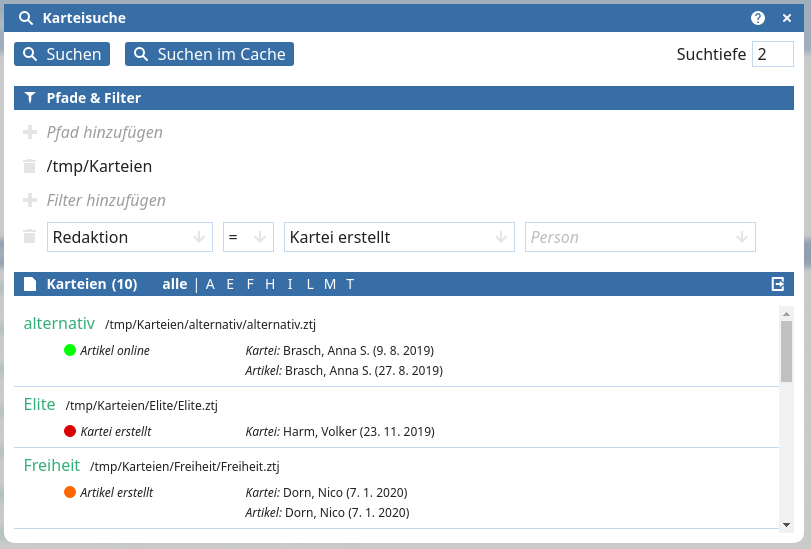 Karteisuche
Suchen Suchen im Cache Suchtiefe 2
Pfade & Filter
Pfad hinzufügen
/tmp/Karteien
Filter hinzufügen
Redaktion = Kartei erstellt Person
Karteien (10) alle | A E F H I L M T
alternativ /tmp/Karteien/alternativ/alternativ.ztj
Artikel online Kartei: Brasch, Anna S. (9. 8. 2019)
Artikel: Brasch, Anna S. (27. 8. 2019)
Elite /tmp/Karteien/Elite/Elite.ztj
Kartei erstellt Kartei: Harm, Volker (23. 11. 2019)
Freiheit /tmp/Karteien/Freiheit/Freiheit.ztj
Artikel erstellt Kartei: Dorn, Nico (7. 1. 2020)
Artikel: Dorn, Nico (7. 1. 2020)